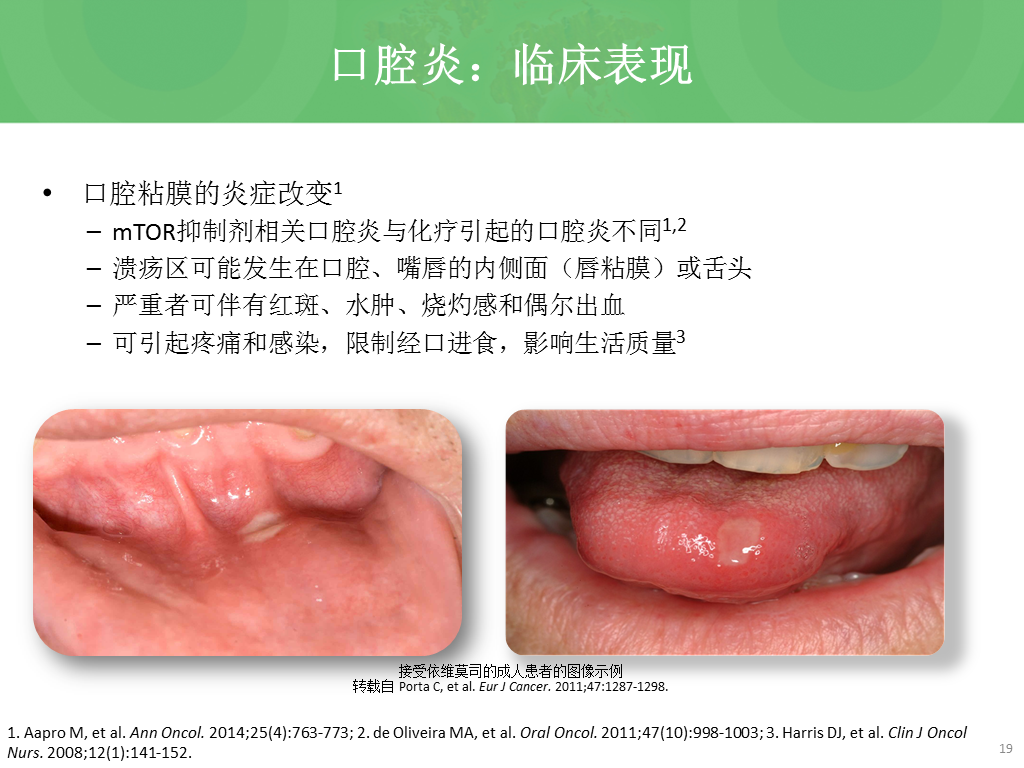 口腔炎：临床表现
• 口腔粘膜的炎症改变1
– mTOR抑制剂相关口腔炎与化疗引起的口腔炎不同1,2
– 溃疡区可能发生在口腔、嘴唇的内侧面（唇粘膜）或舌头
– 严重者可伴有红斑、水肿、烧灼感和偶尔出血
– 可引起疼痛和感染，限制经口进食，影响生活质量3
接受依维莫司的成人患者的图像示例
转载自 Porta C, et al. Eur J Cancer. 2011;47:1287-1298.
1. Aapro M, et al. Ann Oncol. 2014;25(4):763-773; 2. de Oliveira MA, et al. Oral Oncol. 2011;47(10):998-1003; 3. Harris DJ, et al. Clin J Oncol
Nurs. 2008;12(1):141-152.
19